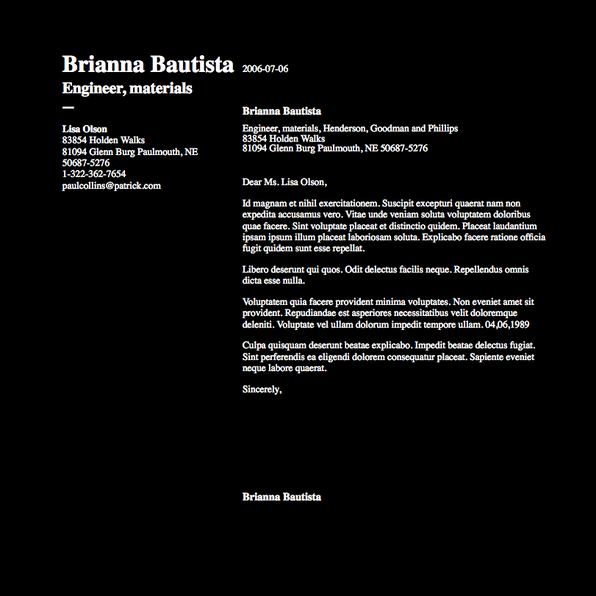 Brianna Bautista
Engineer, materials
Lisa Olson
83854 Holden Walks
81094 Glenn Burg Paulmouth, NE
50687-5276
1-322-362-7654
paulcollins@patrick.com
2006-07-06
Brianna Bautista
Engineer, materials, Henderson, Goodman and Phillips
83854 Holden Walks
81094 Glenn Burg Paulmouth, NE 50687-5276
Dear Ms. Lisa Olson,
Id magnam et nihil exercitationem. Suscipit excepturi quaerat nam non
expedita accusamus vero. Vitae unde veniam soluta voluptatem doloribus
quae facere. Sint voluptate placeat et distinctio quidem. Placeat laudantium
ipsam ipsum illum placeat laboriosam soluta. Explicabo facere ratione officia
fugit quidem sunt esse repellat.
Libero deserunt qui quos. Odit delectus facilis neque. Repellendus omnis
dicta esse nulla.
Voluptatem quia facere provident minima voluptates. Non eveniet amet sit
provident. Repudiandae est asperiores necessitatibus velit doloremque
deleniti. Voluptate vel ullam dolorum impedit tempore ullam. 04,06,1989
Culpa quisquam deserunt beatae explicabo. Impedit beatae delectus fugiat.
Sint perferendis ea eligendi dolorem consequatur placeat. Sapiente eveniet
neque labore quaerat.
Sincerely,
Brianna Bautista